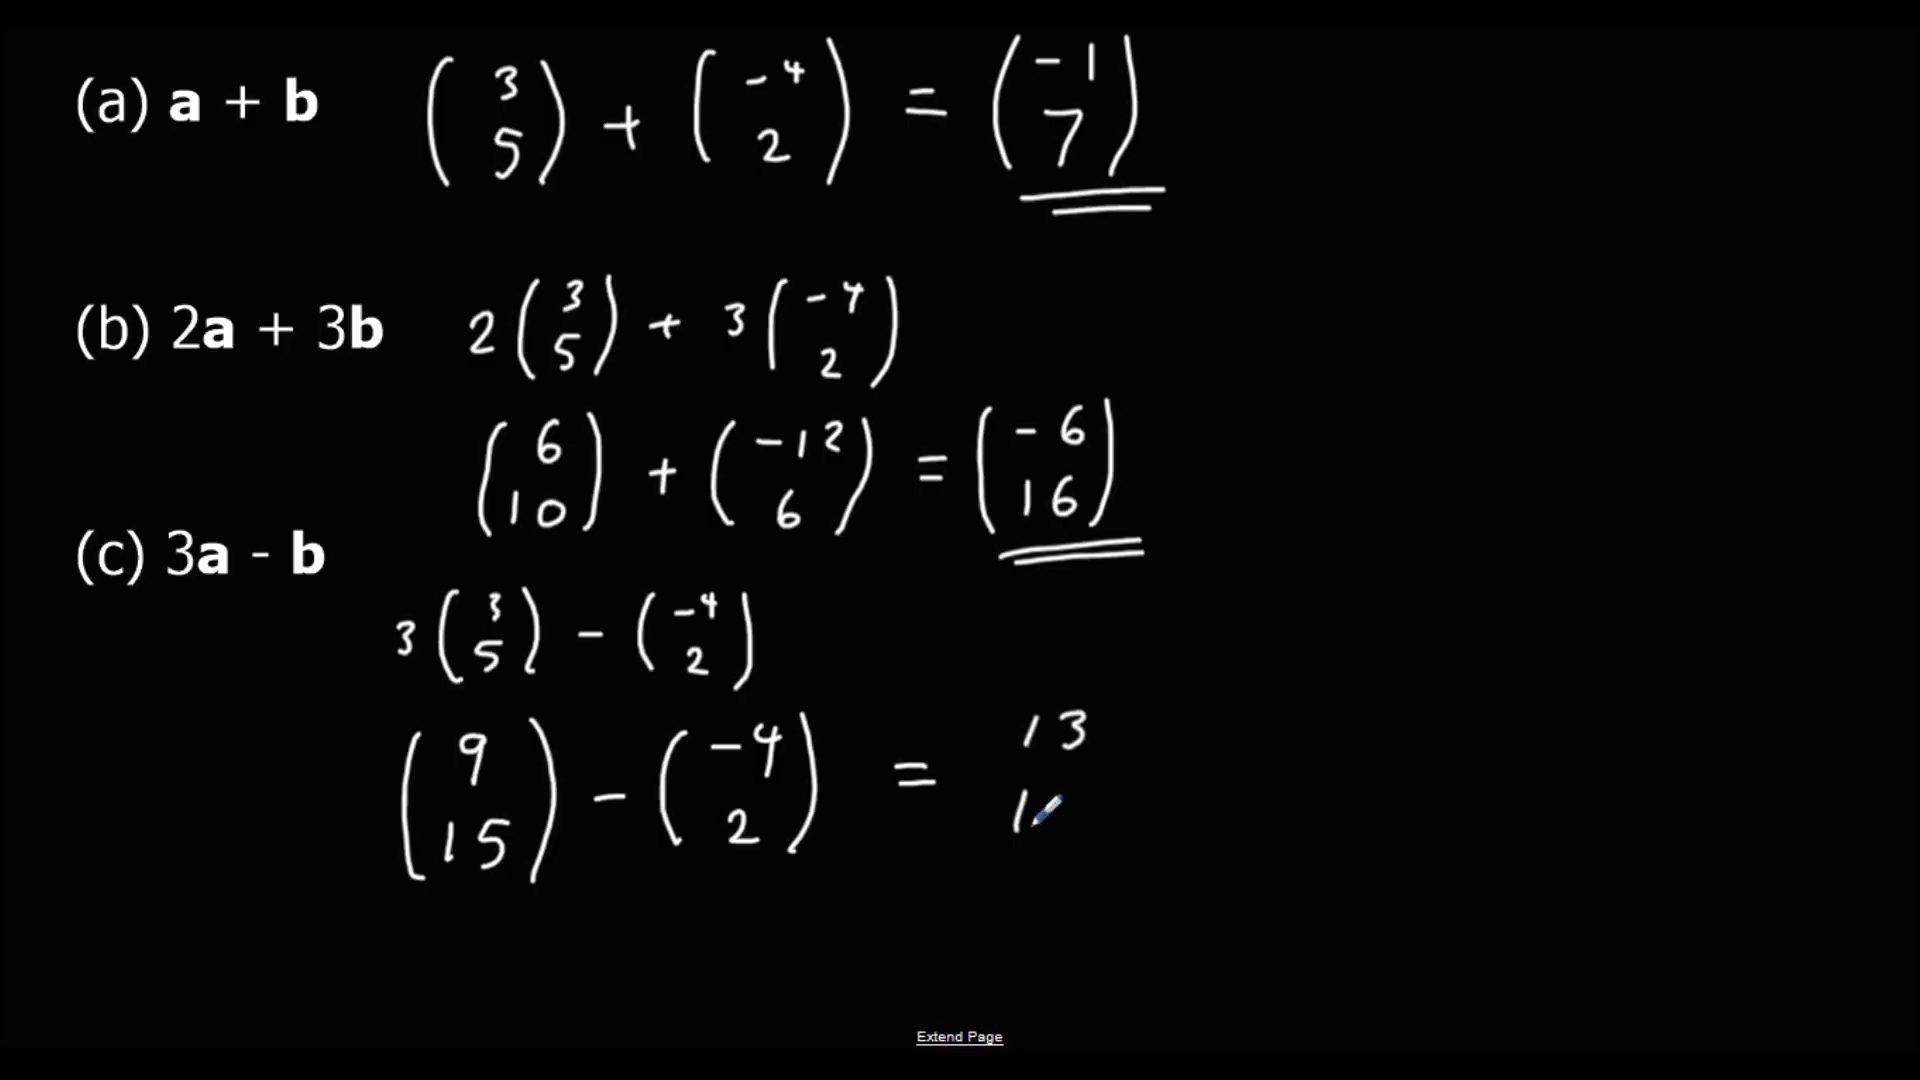 (a) a + b (3 5) + (-4 2) = (-1 7)
(b) 2a + 3b 2(3 5) + 3(-4 2)
(6 10) + (-12 6) = (-6 16)
(c) 3a - b
3(3 5) - (-4 2)
(9 15) - (-4 2) = 13 1
Extend Page